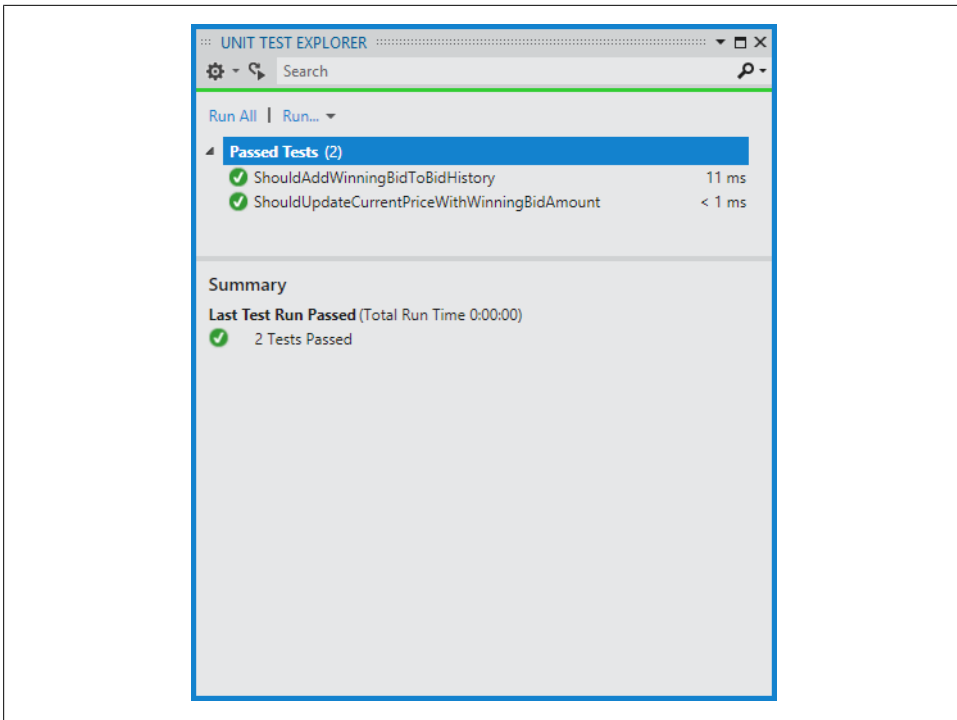 UNIT TEST EXPLORER
Search
Run All | Run...
Passed Tests (2)
ShouldAddWinningBidToBidHistory 11 ms
ShouldUpdateCurrentPriceWithWinningBidAmount < 1 ms
Summary
Last Test Run Passed (Total Run Time 0:00:00)
2 Tests Passed